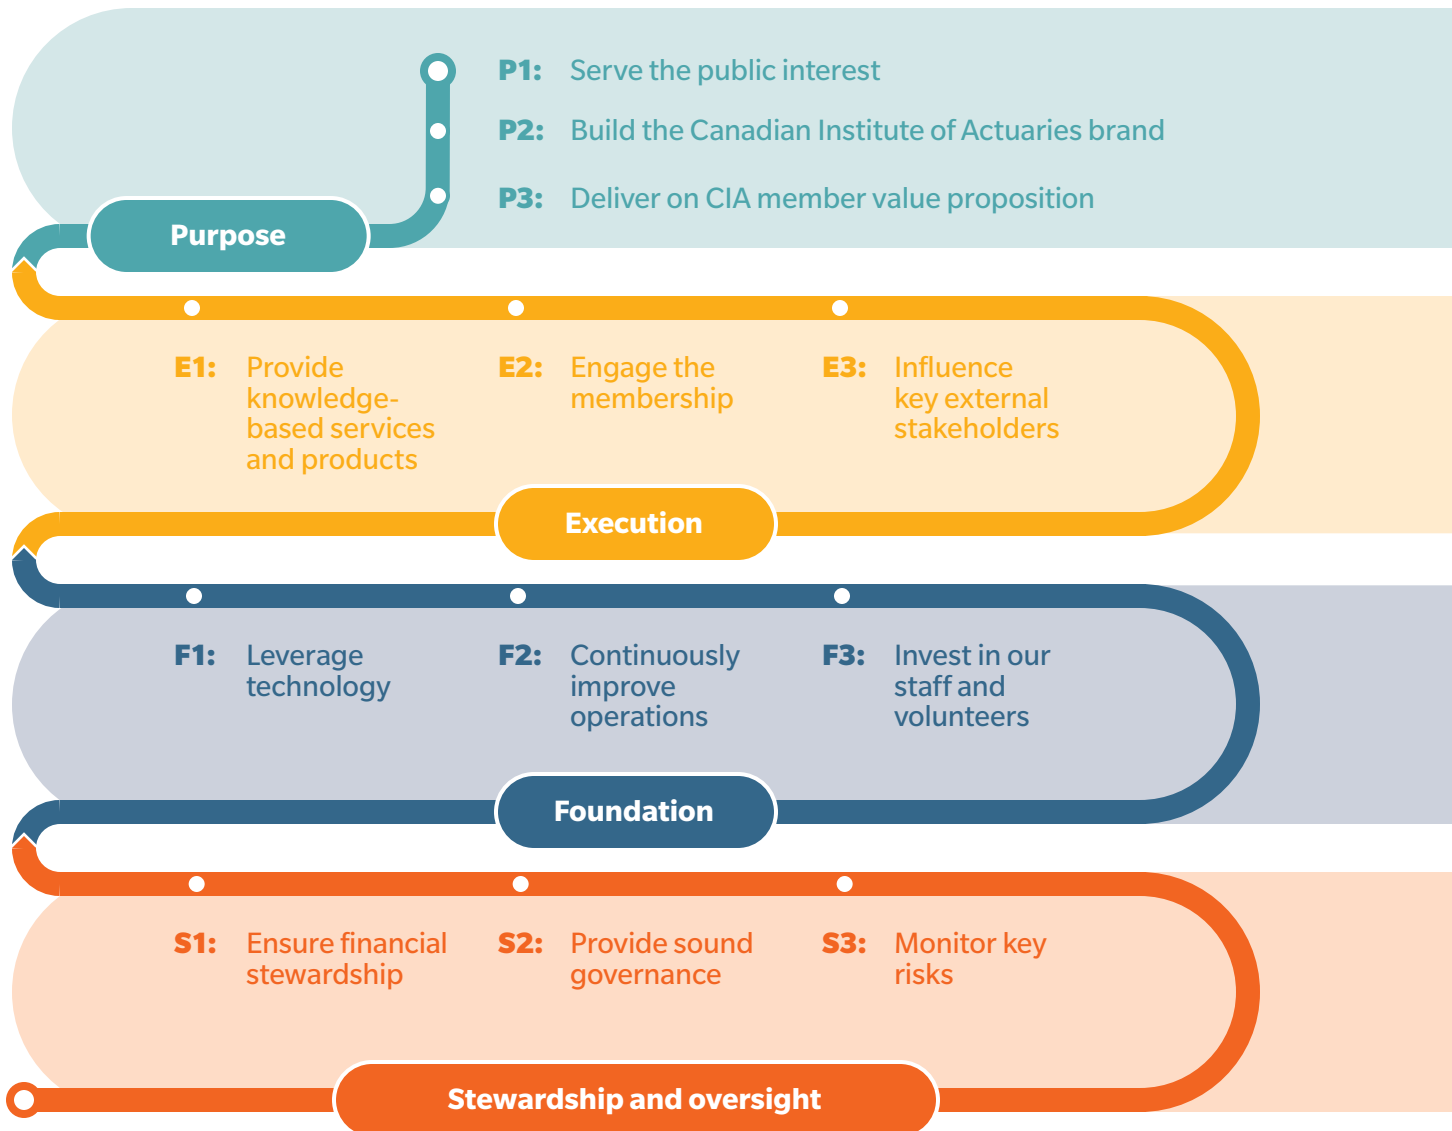 P1: Serve the public interest
P2: Build the Canadian Institute of Actuaries brand
P3: Deliver on CIA member value proposition
Purpose
E1: Provide
knowledge-
based services
and products
E2: Engage the
membership
E3: Influence
key external
stakeholders
Execution
F1: Leverage
technology
F2: Continuously
improve
operations
F3: Invest in our
staff and
volunteers
Foundation
S1: Ensure financial
stewardship
S2: Provide sound
governance
S3: Monitor key
risks
Stewardship and oversight